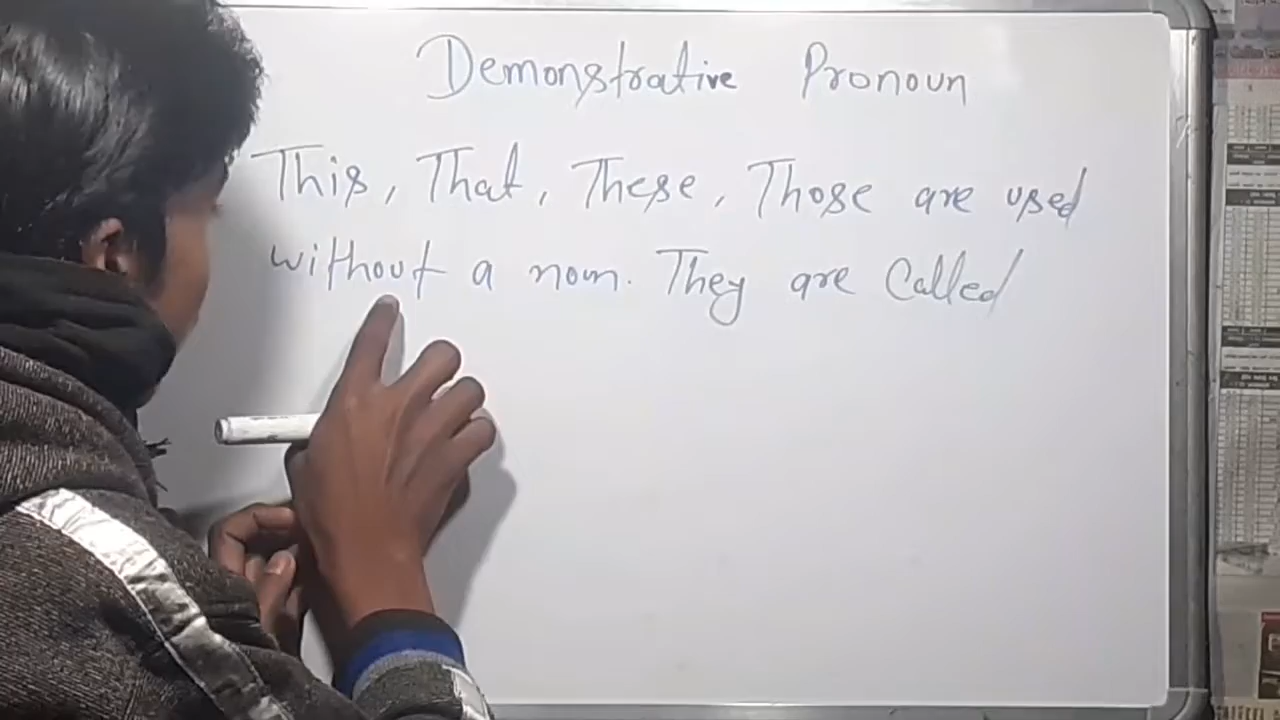 Demonstrative Pronoun
This, That, These, Those are used
without a noun. They are Called